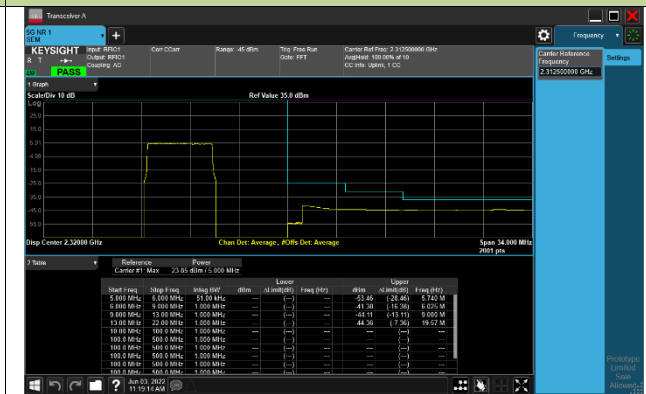 Transceiver A
5G NR 1
SEM
+
Frequency
KEYSIGHT
R T
PASS
Input: RFIO1
Output: RFIO1
Coupling: AC
Corr CCorr
Range: -45 dBm
Trig: Free Run
Gate: FFT
Carrier Ref Freq: 2.312500000 GHz
Avg|Hold: 100.00% of 10
CC Info: Uplink, 1 CC
Carrier Reference
Frequency
2.312500000 GHz
Settings
1 Graph
Scale/Div 10 dB
Ref Value 35.0 dBm
Log
25.0
15.0
-15.0
-25.0
-35.0
-45.0
-55.0
Disp Center 2.32000 GHz
Chan Det: Average, #Offs Det: Average
Span 34.000 MHz
2001 pts
2 Table
Reference Power
Carrier #1: Max 23.85 dBm / 5.000 MHz
Lower Upper
Start Freq Stop Freq Integ BW dBm ΔLimit(dB) Freq (Hz) dBm ΔLimit(dB) Freq (Hz)
5.000 MHz 6.000 MHz 51.00 kHz --- (---) --- -53.46 (-28.46) 5.740 M
6.000 MHz 9.000 MHz 1.000 MHz --- (---) --- -41.38 (-16.38) 6.025 M
9.000 MHz 13.00 MHz 1.000 MHz --- (---) --- -44.11 (-13.11) 9.000 M
13.00 MHz 22.00 MHz 1.000 MHz (---) 44.36 (-7.36) 19.67 M
10.00 MHz 100.0 MHz 1.000 MHz --- (---) --- --- (---) ---
100.0 MHz 500.0 MHz 1.000 MHz --- (---) --- --- (---) ---
100.0 MHz 500.0 MHz 1.000 MHz --- (---) --- --- (---) ---
100.0 MHz 500.0 MHz 1.000 MHz --- (---) --- --- (---) ---
100.0 MHz 500.0 MHz 1.000 MHz --- (---) --- --- (---) ---
?
Jun 03, 2022
11:19:14 AM
Prototype
Limited
Sale
Allowed